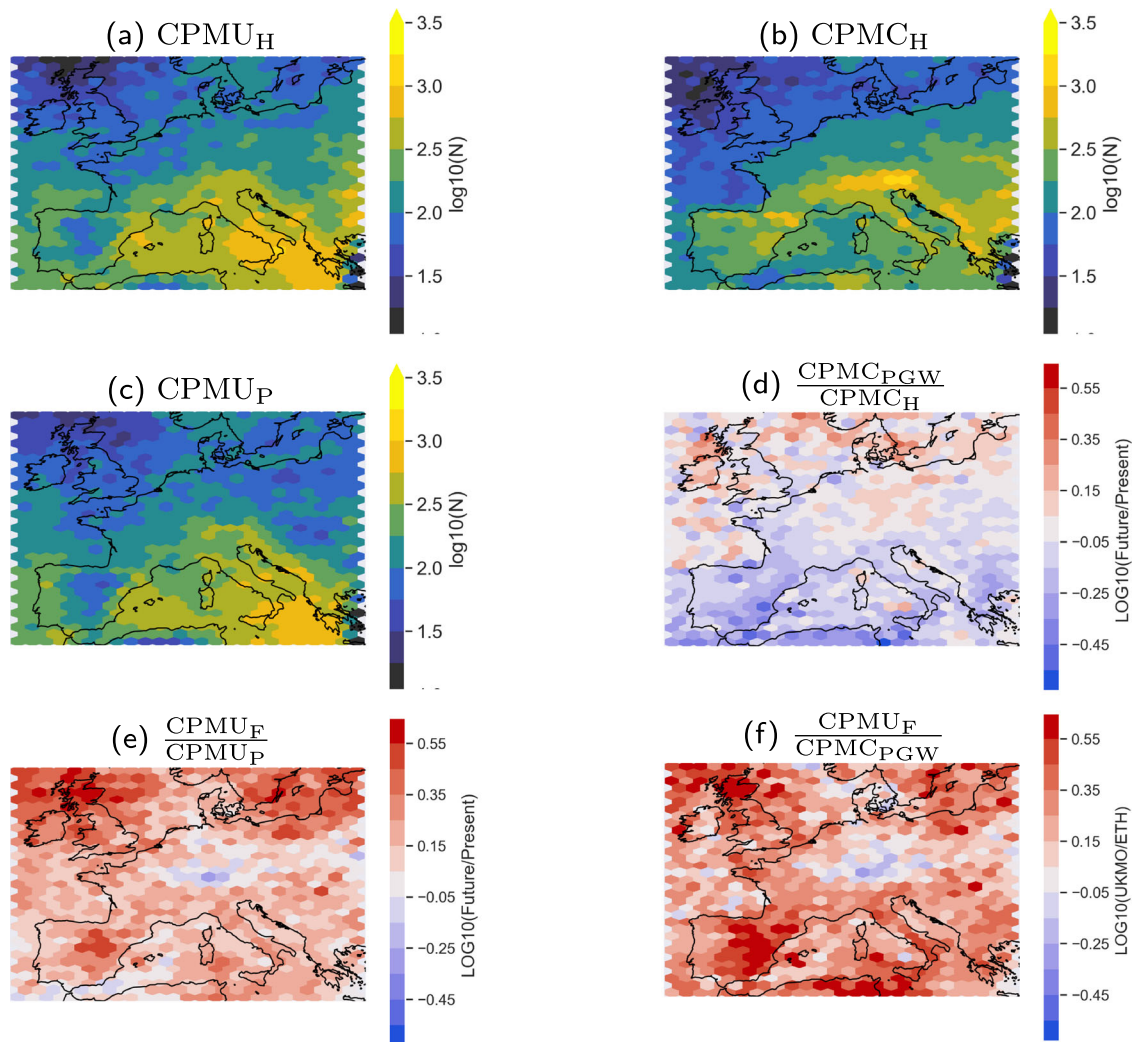 (a) CPMU_H
3.5
3.0
2.5
2.0
1.5
log10(N)
(b) CPMC_H
3.5
3.0
2.5
2.0
1.5
log10(N)
(c) CPMU_P
3.5
3.0
2.5
2.0
1.5
log10(N)
(d) CPMC_PGW
CPMC_H
0.55
0.35
0.15
−0.05
−0.25
−0.45
LOG10(Future/Present)
(e) CPMU_F
CPMU_P
0.55
0.35
0.15
−0.05
−0.25
−0.45
LOG10(Future/Present)
(f) CPMU_F
CPMC_PGW
0.55
0.35
0.15
−0.05
−0.25
−0.45
LOG10(UKMO/ETH)